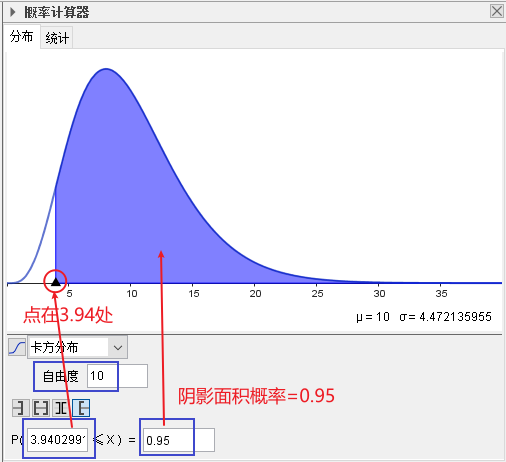 概率计算器
分布 统计
5 10 15 20 25 30 35
点在3.94处
μ = 10 σ = 4.472135955
卡方分布
自由度 10
阴影面积概率=0.95
P( 3.940299 ≤ X ) = 0.95